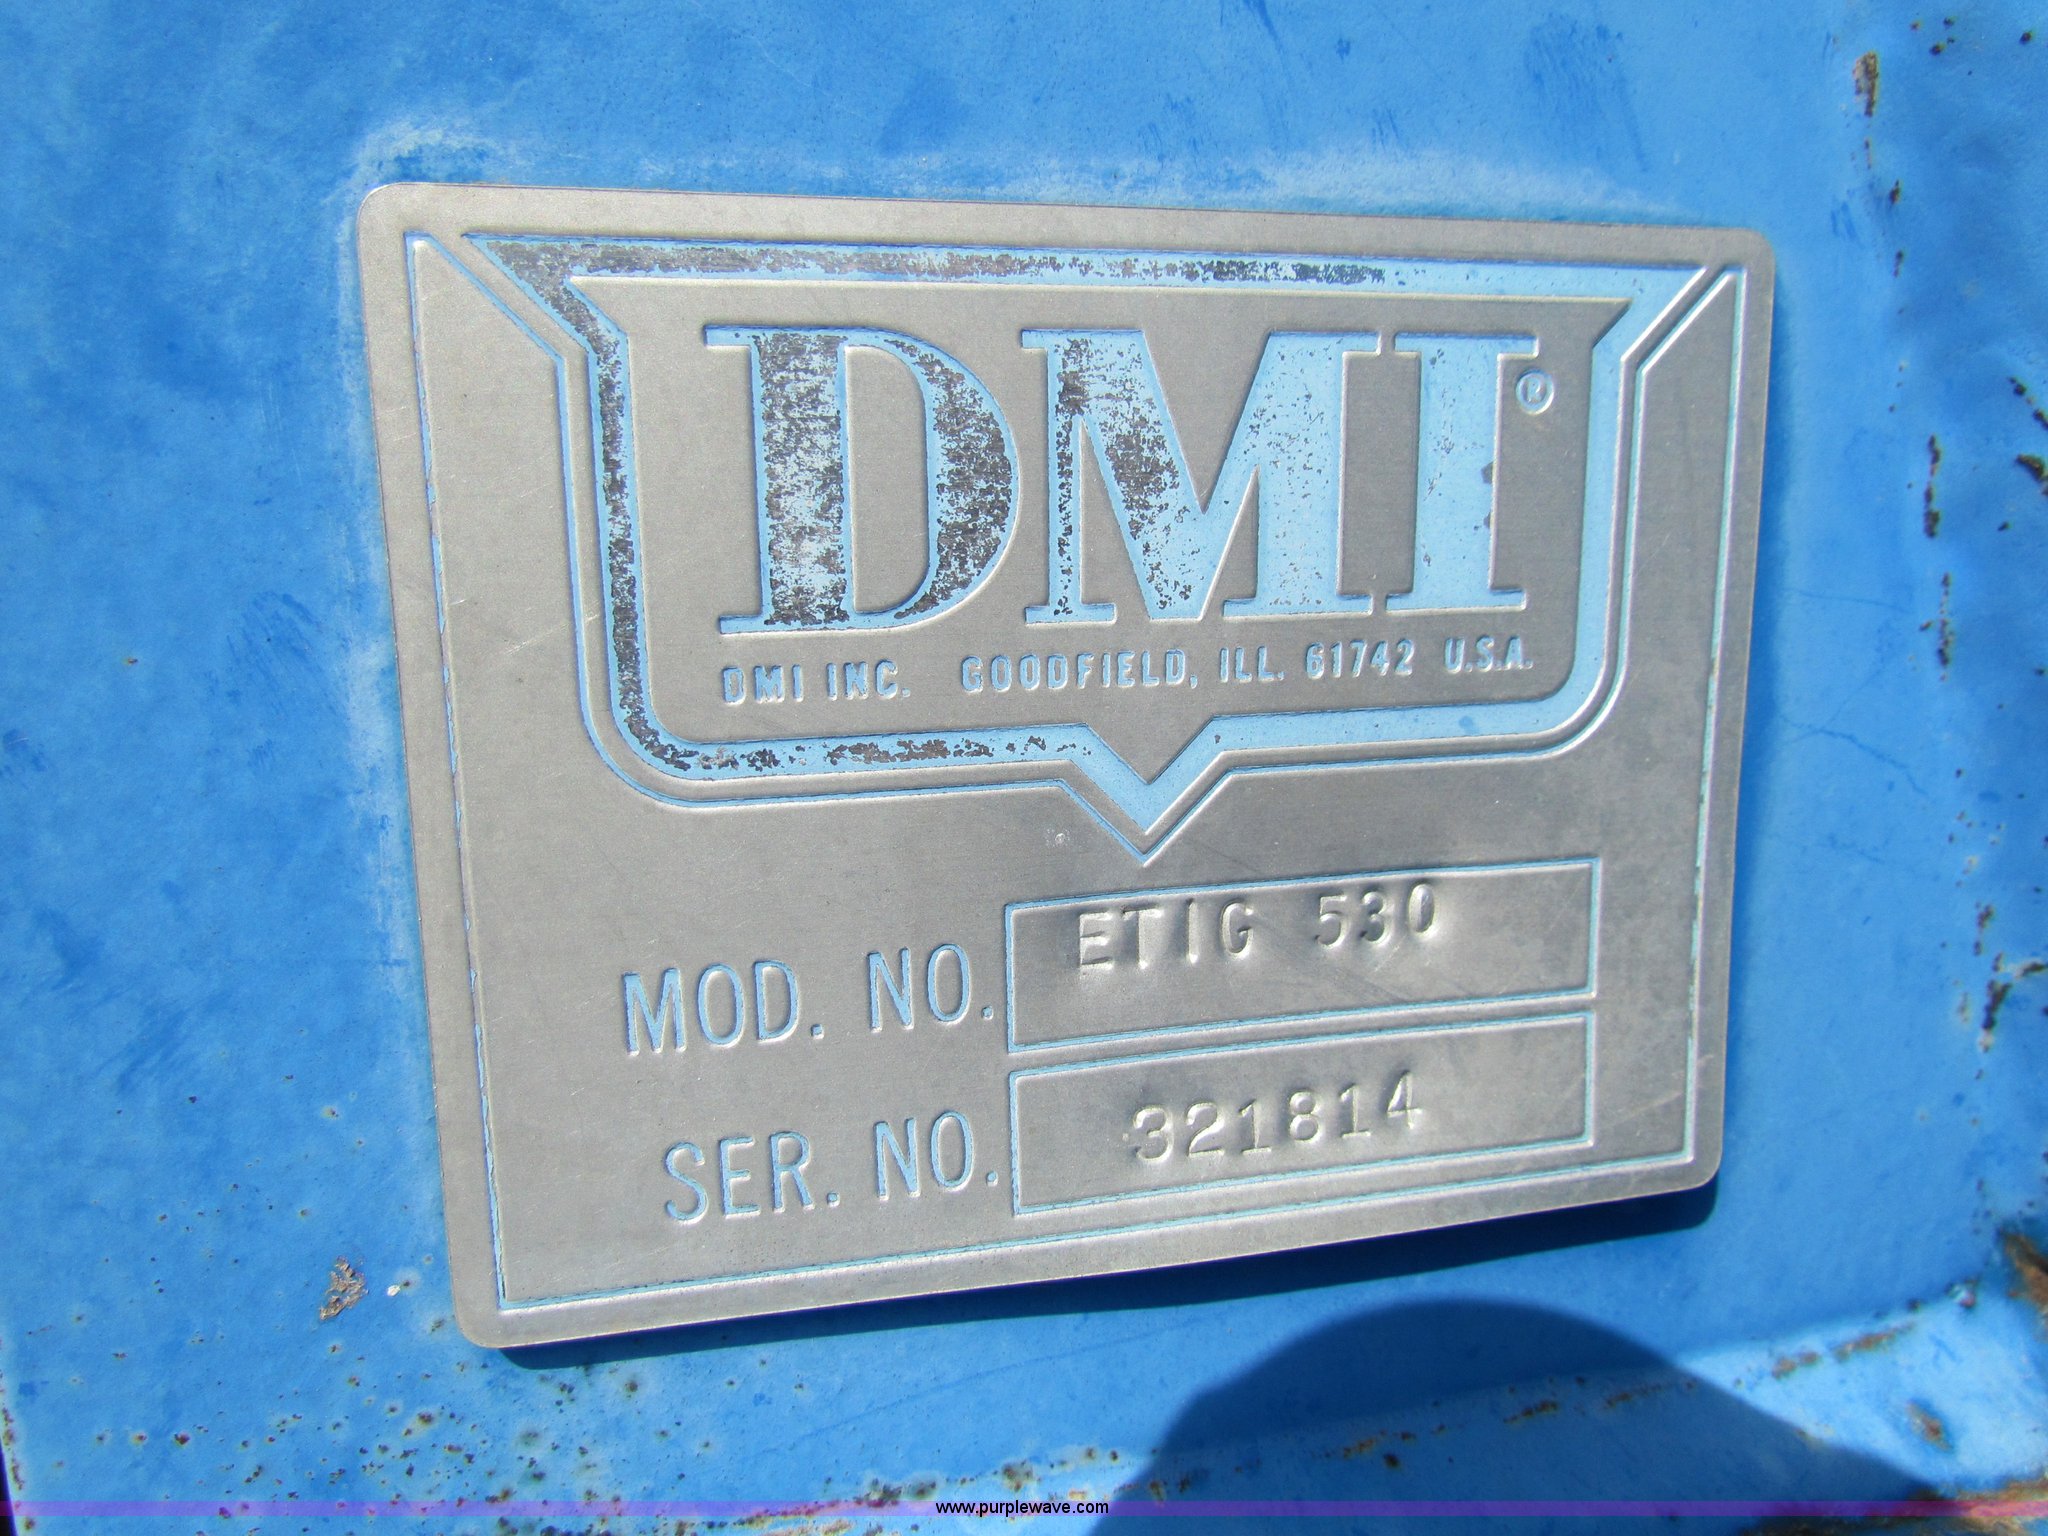 DMI®
DMI INC. GOODFIELD, ILL. 61742 U.S.A.
MOD. NO. ETIG 530
SER. NO. 321814
www.purplewave.com